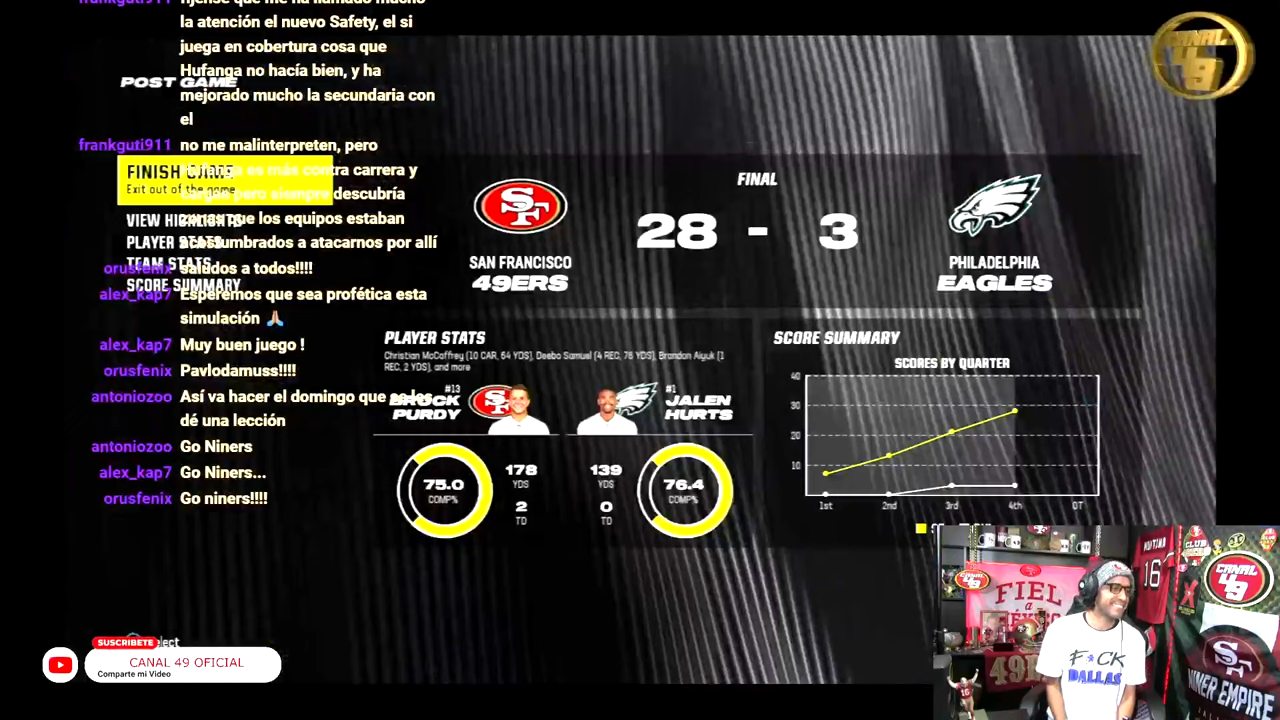 la atención el nuevo Safety, el si
juega en cobertura cosa que
Hufanga no hacía bien, y ha
mejorado mucho la secundaria con
el
frankguti911 no me malinterpreten, pero
más contra carrera y
siempre descubría
que los equipos estaban
acostumbrados a atacarnos por allí
orusfenix saludos a todos!!!!
alex_kap7 Esperemos que sea profética esta
simulación 🙏🏼
alex_kap7 Muy buen juego !
orusfenix Pavlodamuss!!!!
antoniozoo Así va hacer el domingo que
dé una lección
antoniozoo Go Niners
alex_kap7 Go Niners...
orusfenix Go niners!!!!
POST GAME
FINISH GAME
Exit out of the game
VIEW HIGHLIGHTS
PLAYER STATS
TEAM STATS
SCORE SUMMARY
FINAL
28 - 3
SF
SAN FRANCISCO
49ERS
PHILADELPHIA
EAGLES
PLAYER STATS
Christian McCaffrey (10 CAR, 64 YDS), Deebo Samuel (4 REC, 76 YDS), Brandon Aiyuk (1
REC, 2 YDS), and more
#13
BROCK
PURDY
#1
JALEN
HURTS
75.0
COMP%
178
YDS
2
TD
139
YDS
0
TD
76.4
COMP%
SCORE SUMMARY
SCORES BY QUARTER
40
30
20
10
1st 2nd 3rd 4th OT
CANAL
49
SUSCRIBETE
CANAL 49 OFICIAL
Comparte mi Video
FIEL
a
MÉXICO
MONTANA
16
CANAL
49
F*CK
DALLAS
SF
NINER EMPIRE